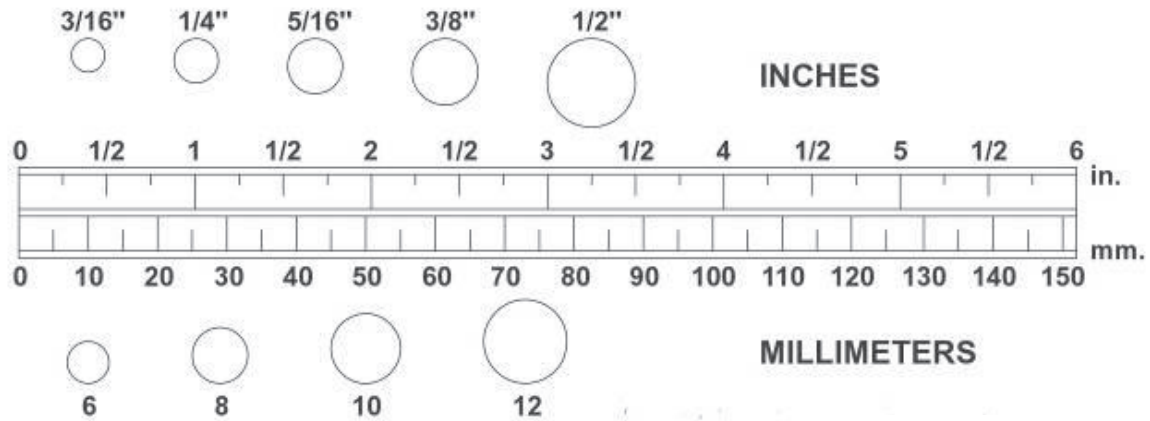 3/16" 1/4" 5/16" 3/8" 1/2"
INCHES
0 1/2 1 1/2 2 1/2 3 1/2 4 1/2 5 1/2 6
in.
mm.
0 10 20 30 40 50 60 70 80 90 100 110 120 130 140 150
MILLIMETERS
6 8 10 12